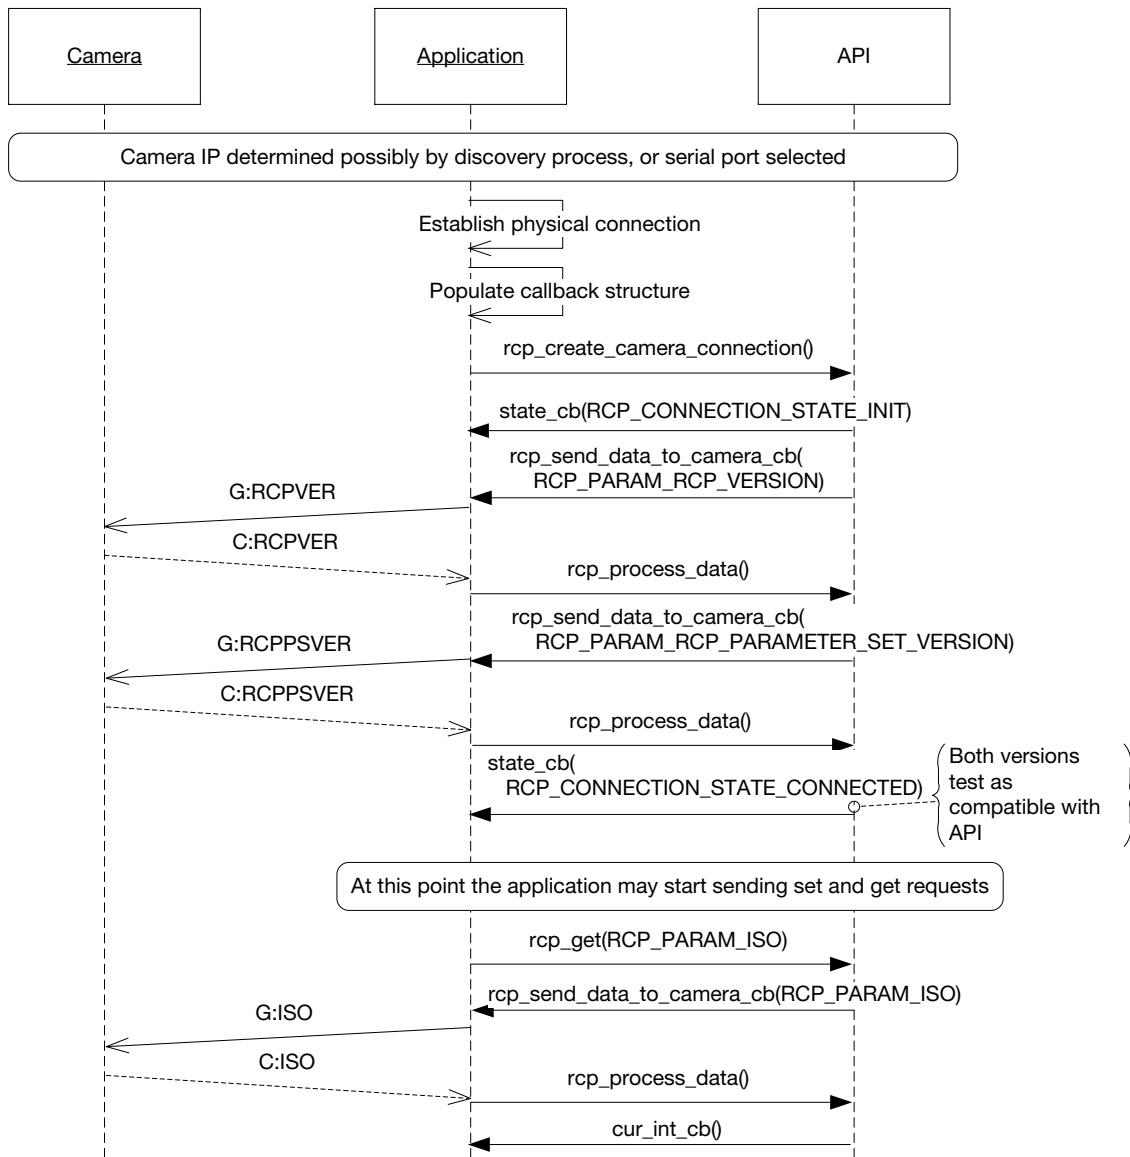 Camera
Application
API
Camera IP determined possibly by discovery process, or serial port selected
Establish physical connection
Populate callback structure
rcp_create_camera_connection()
state_cb(RCP_CONNECTION_STATE_INIT)
rcp_send_data_to_camera_cb(
RCP_PARAM_RCP_VERSION)
G:RCPVER
C:RCPVER
rcp_process_data()
rcp_send_data_to_camera_cb(
RCP_PARAM_RCP_PARAMETER_SET_VERSION)
G:RCPPSVER
C:RCPPSVER
rcp_process_data()
state_cb(
RCP_CONNECTION_STATE_CONNECTED)
Both versions
test as
compatible with
API
At this point the application may start sending set and get requests
rcp_get(RCP_PARAM_ISO)
rcp_send_data_to_camera_cb(RCP_PARAM_ISO)
G:ISO
C:ISO
rcp_process_data()
cur_int_cb()